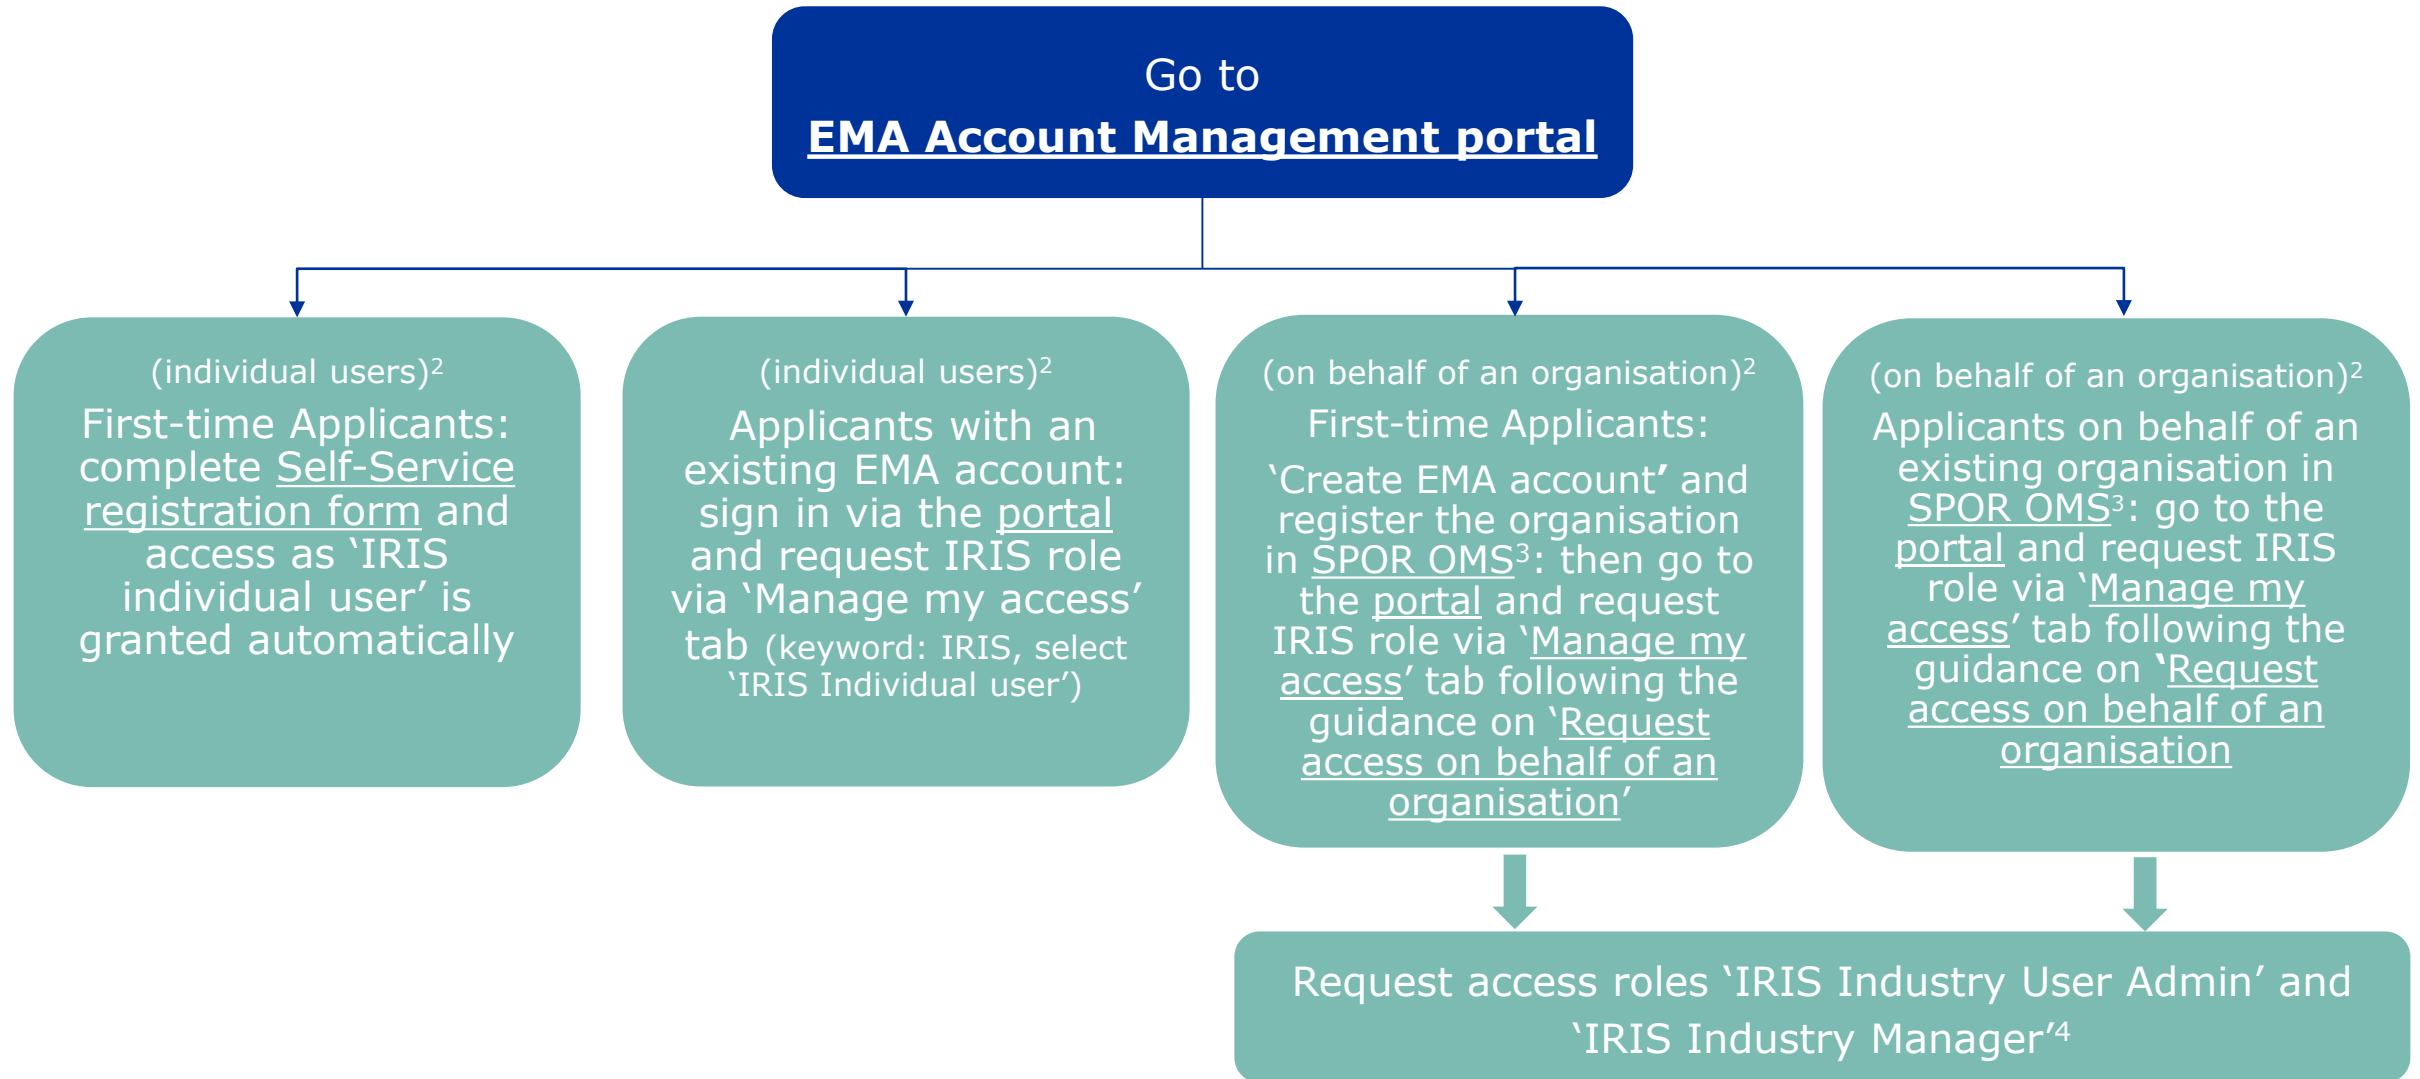 Go to
EMA Account Management portal
(individual users)²
First-time Applicants:
complete Self-Service
registration form and
access as ‘IRIS
individual user’ is
granted automatically
(individual users)²
Applicants with an
existing EMA account:
sign in via the portal
and request IRIS role
via ‘Manage my access’
tab (keyword: IRIS, select
‘IRIS Individual user’)
(on behalf of an organisation)²
First-time Applicants:
‘Create EMA account’ and
register the organisation
in SPOR OMS³: then go to
the portal and request
IRIS role via ‘Manage my
access’ tab following the
guidance on ‘Request
access on behalf of an
organisation’
(on behalf of an organisation)²
Applicants on behalf of an
existing organisation in
SPOR OMS³: go to the
portal and request IRIS
role via ‘Manage my
access’ tab following the
guidance on ‘Request
access on behalf of an
organisation
Request access roles ‘IRIS Industry User Admin’ and
‘IRIS Industry Manager’⁴